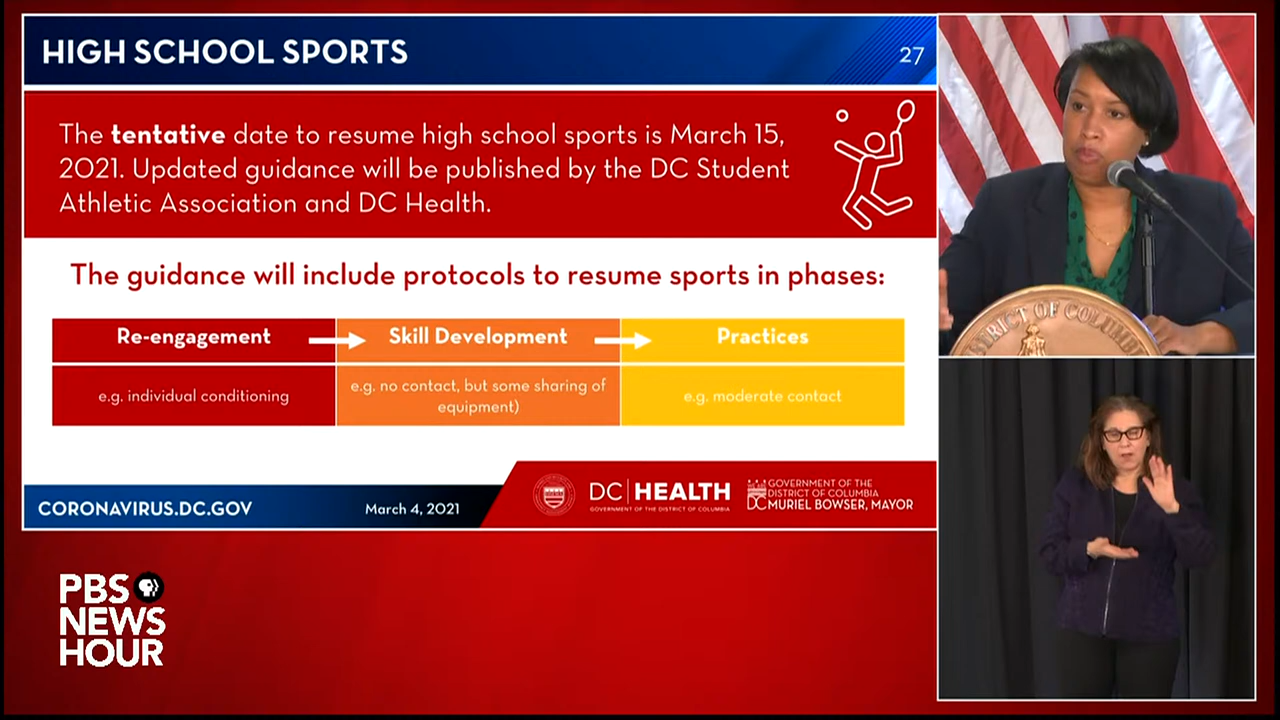 HIGH SCHOOL SPORTS
27
The tentative date to resume high school sports is March 15,
2021. Updated guidance will be published by the DC Student
Athletic Association and DC Health.
The guidance will include protocols to resume sports in phases:
Re-engagement
Skill Development
Practices
e.g. individual conditioning
e.g. no contact, but some sharing of
equipment)
e.g. moderate contact
CORONAVIRUS.DC.GOV
March 4, 2021
DC HEALTH
GOVERNMENT OF THE DISTRICT OF COLUMBIA
GOVERNMENT OF THE
DISTRICT OF COLUMBIA
DC MURIEL BOWSER, MAYOR
PBS
NEWS
HOUR
DISTRICT OF COLUMB